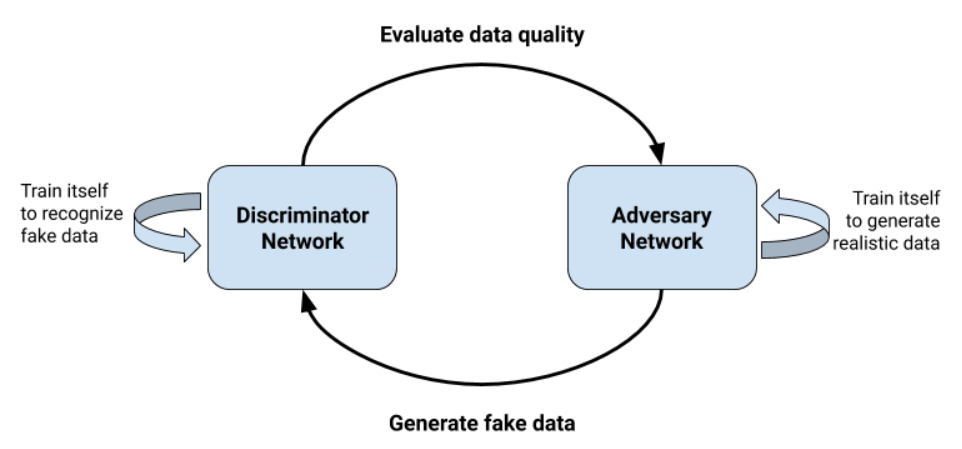 Evaluate data quality
Train itself
to recognize
fake data
Discriminator
Network
Adversary
Network
Train itself
to generate
realistic data
Generate fake data